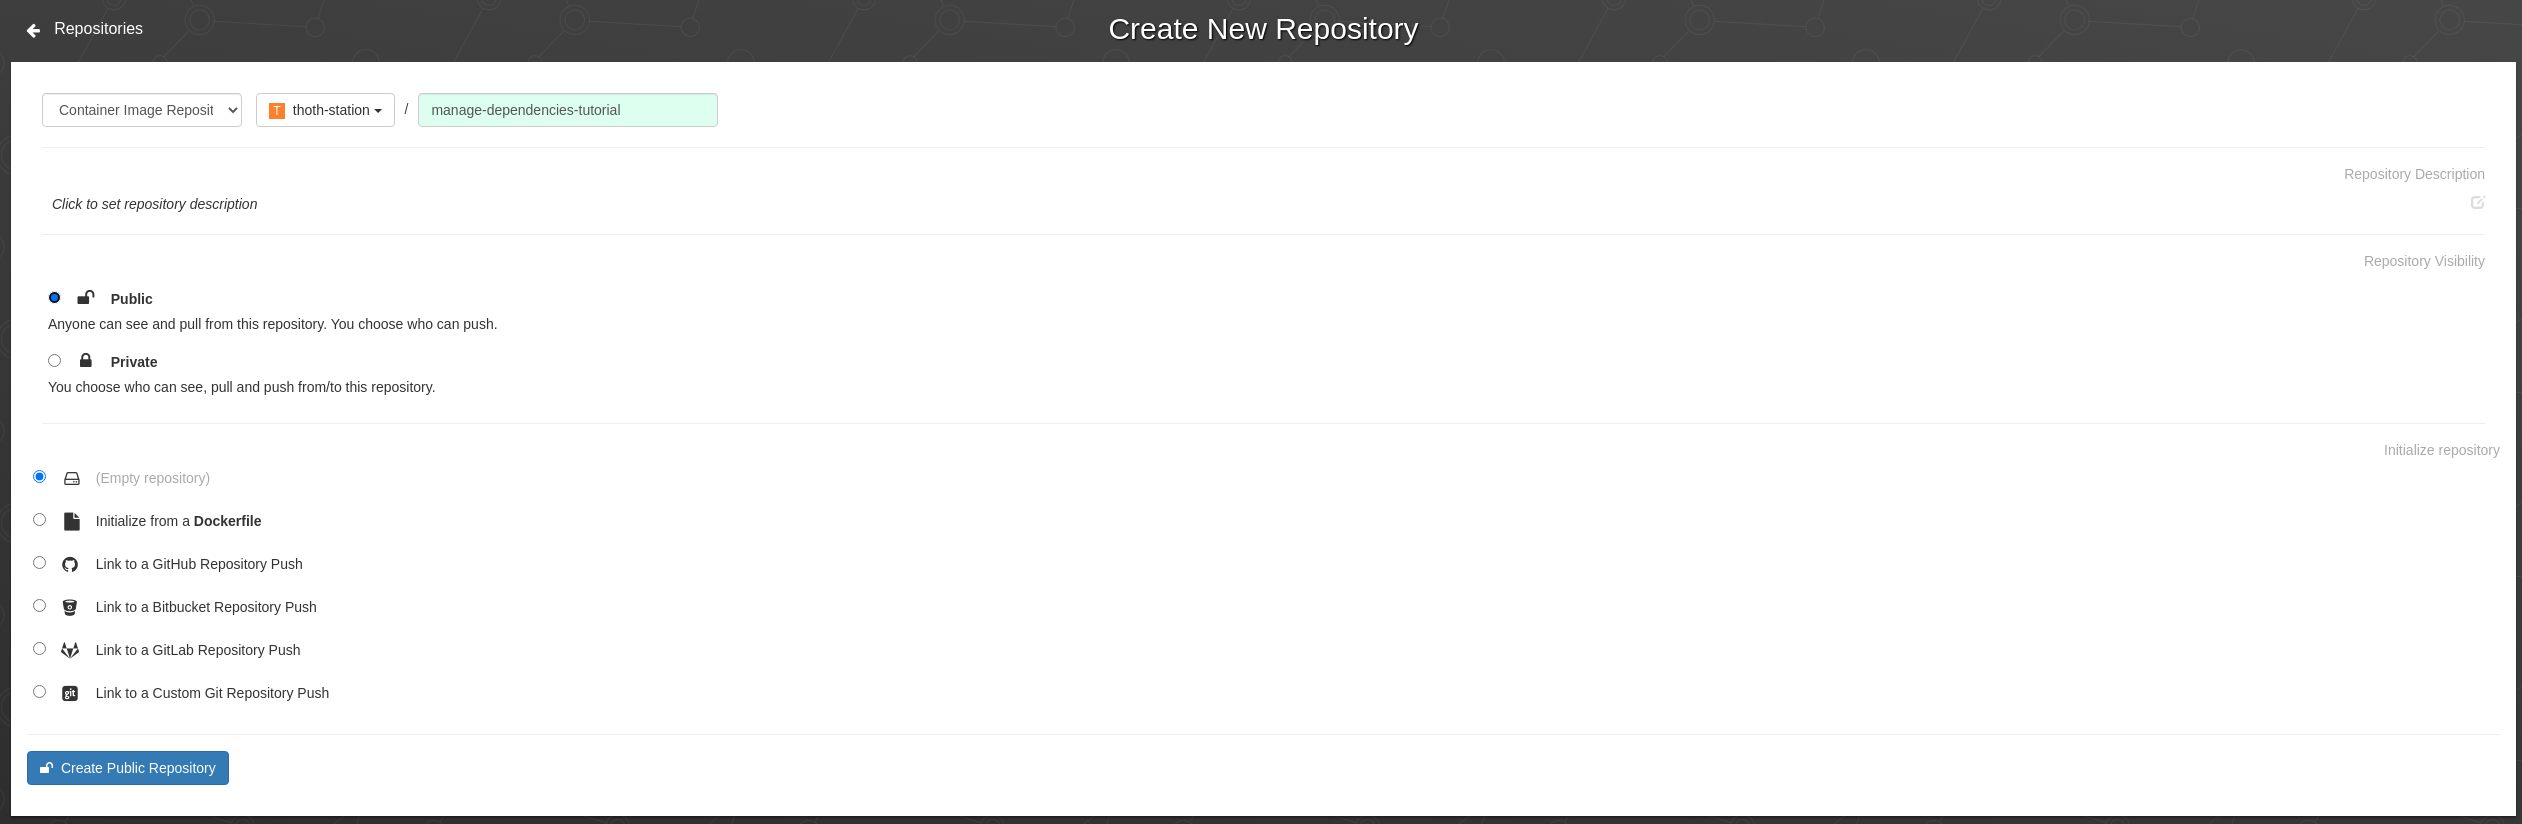 Repositories
Create New Repository
Container Image Reposit
T thoth-station / manage-dependencies-tutorial
Repository Description
Click to set repository description
Repository Visibility
Public
Anyone can see and pull from this repository. You choose who can push.
Private
You choose who can see, pull and push from/to this repository.
Initialize repository
(Empty repository)
Initialize from a Dockerfile
Link to a GitHub Repository Push
Link to a Bitbucket Repository Push
Link to a GitLab Repository Push
git Link to a Custom Git Repository Push
Create Public Repository